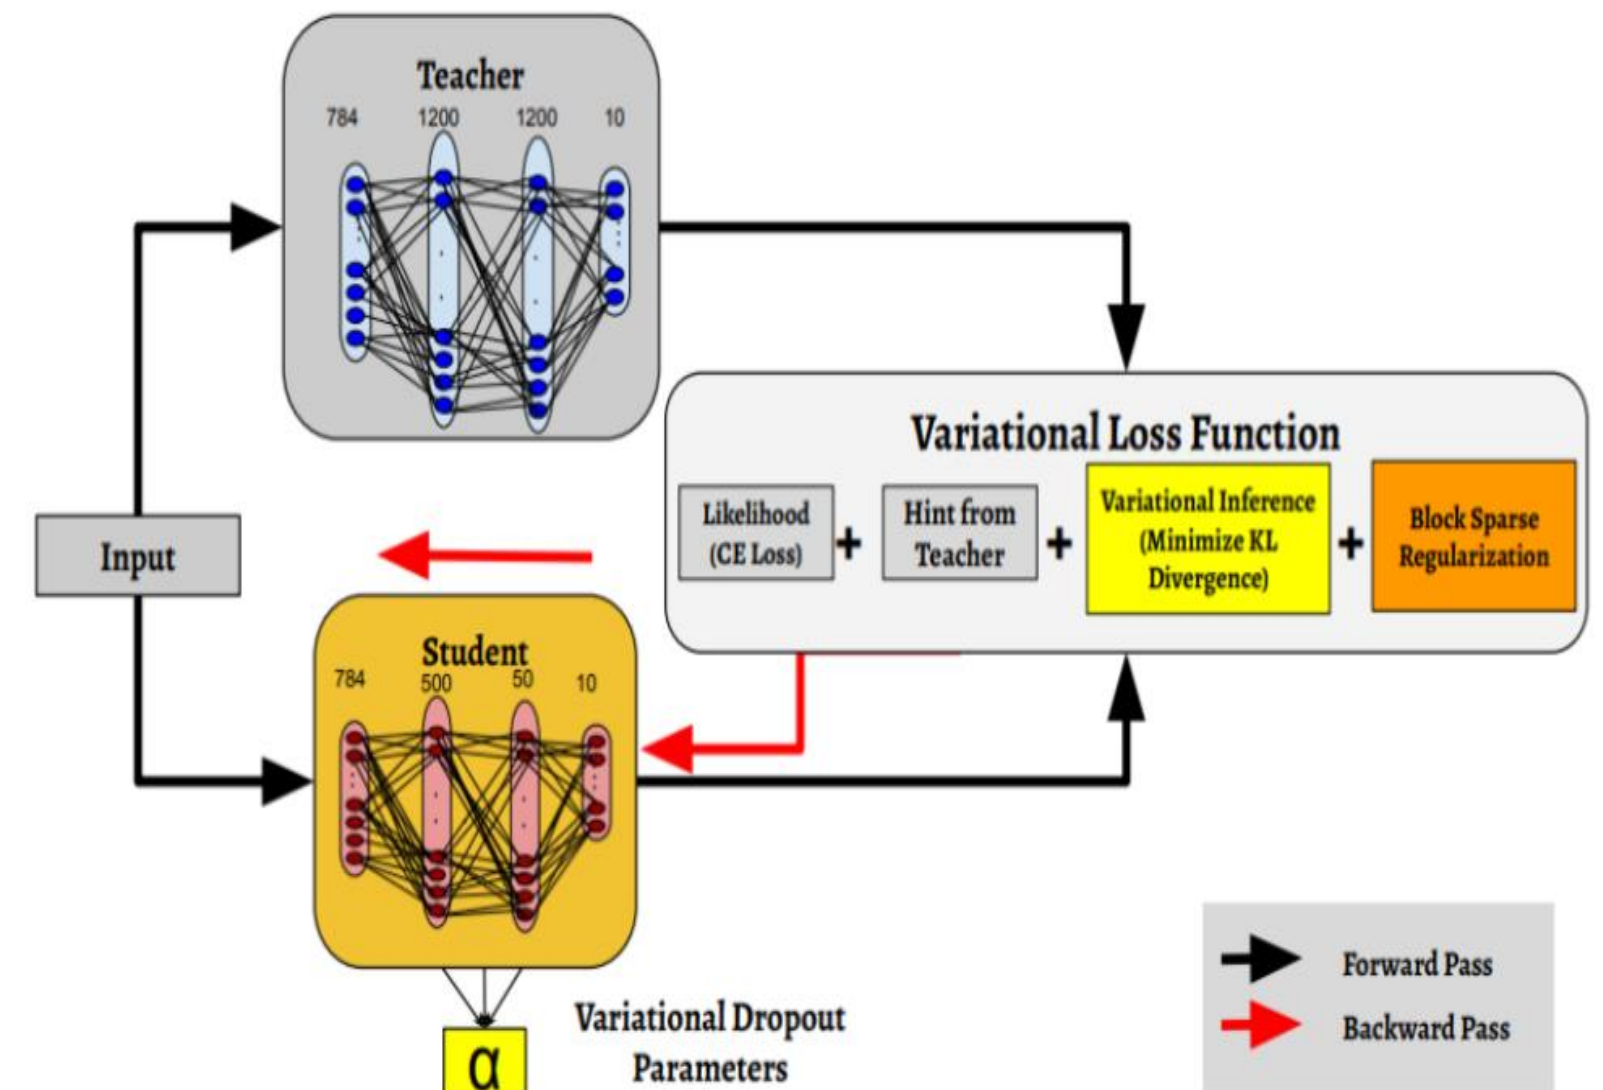 Teacher
784 1200 1200 10
Variational Loss Function
Likelihood
(CE Loss)
+
Hint from
Teacher
+
Variational Inference
(Minimize KL
Divergence)
+
Block Sparse
Regularization
Input
Student
784 500 50 10
α
Variational Dropout
Parameters
Forward Pass
Backward Pass